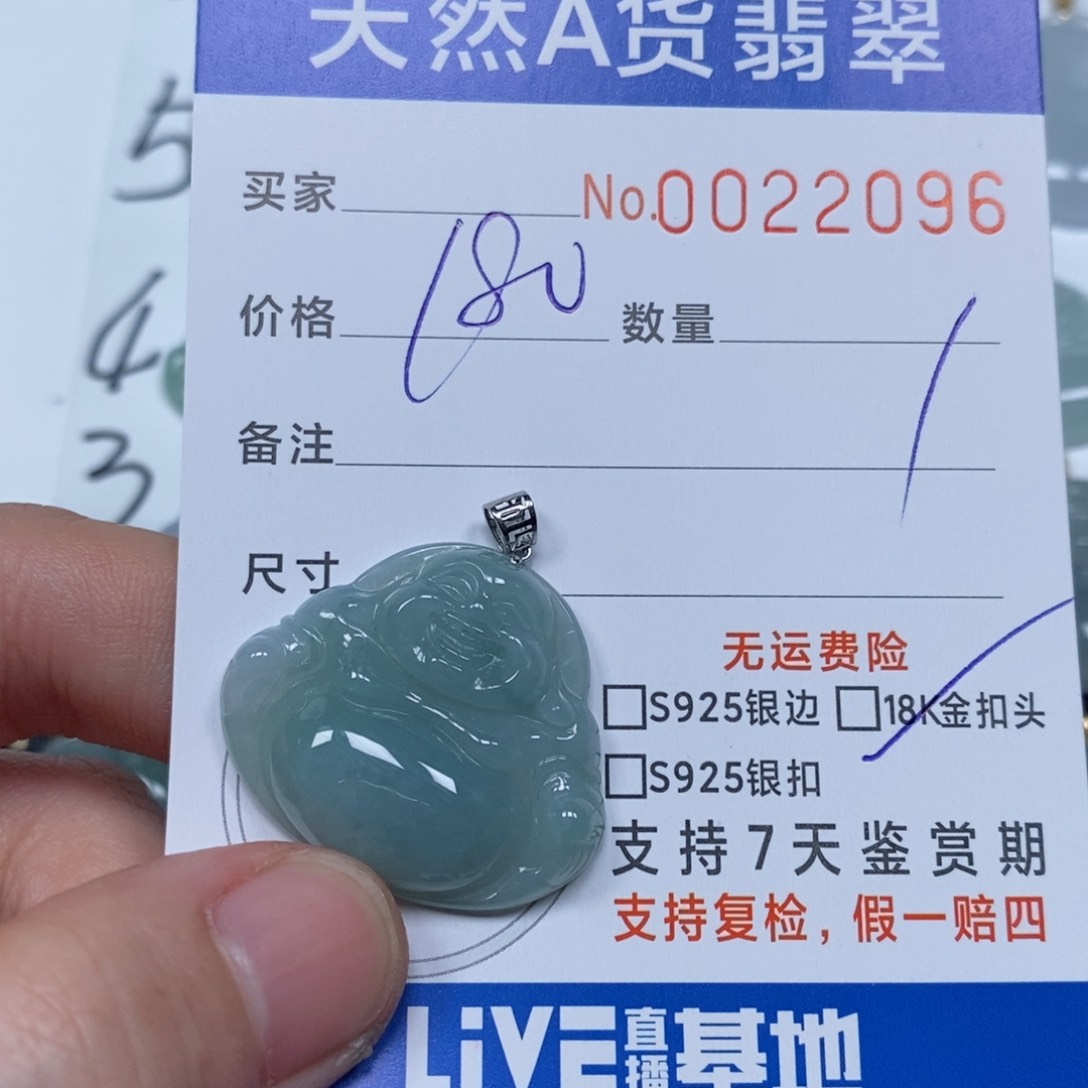 天然A货翡翠
5
买家 No.0022096
4
价格 180 数量 1
3
备注
尺寸
无运费险
S925银边 18K金扣头
S925银扣
支持7天鉴赏期
支持复检，假一赔四
LiVE直播基地